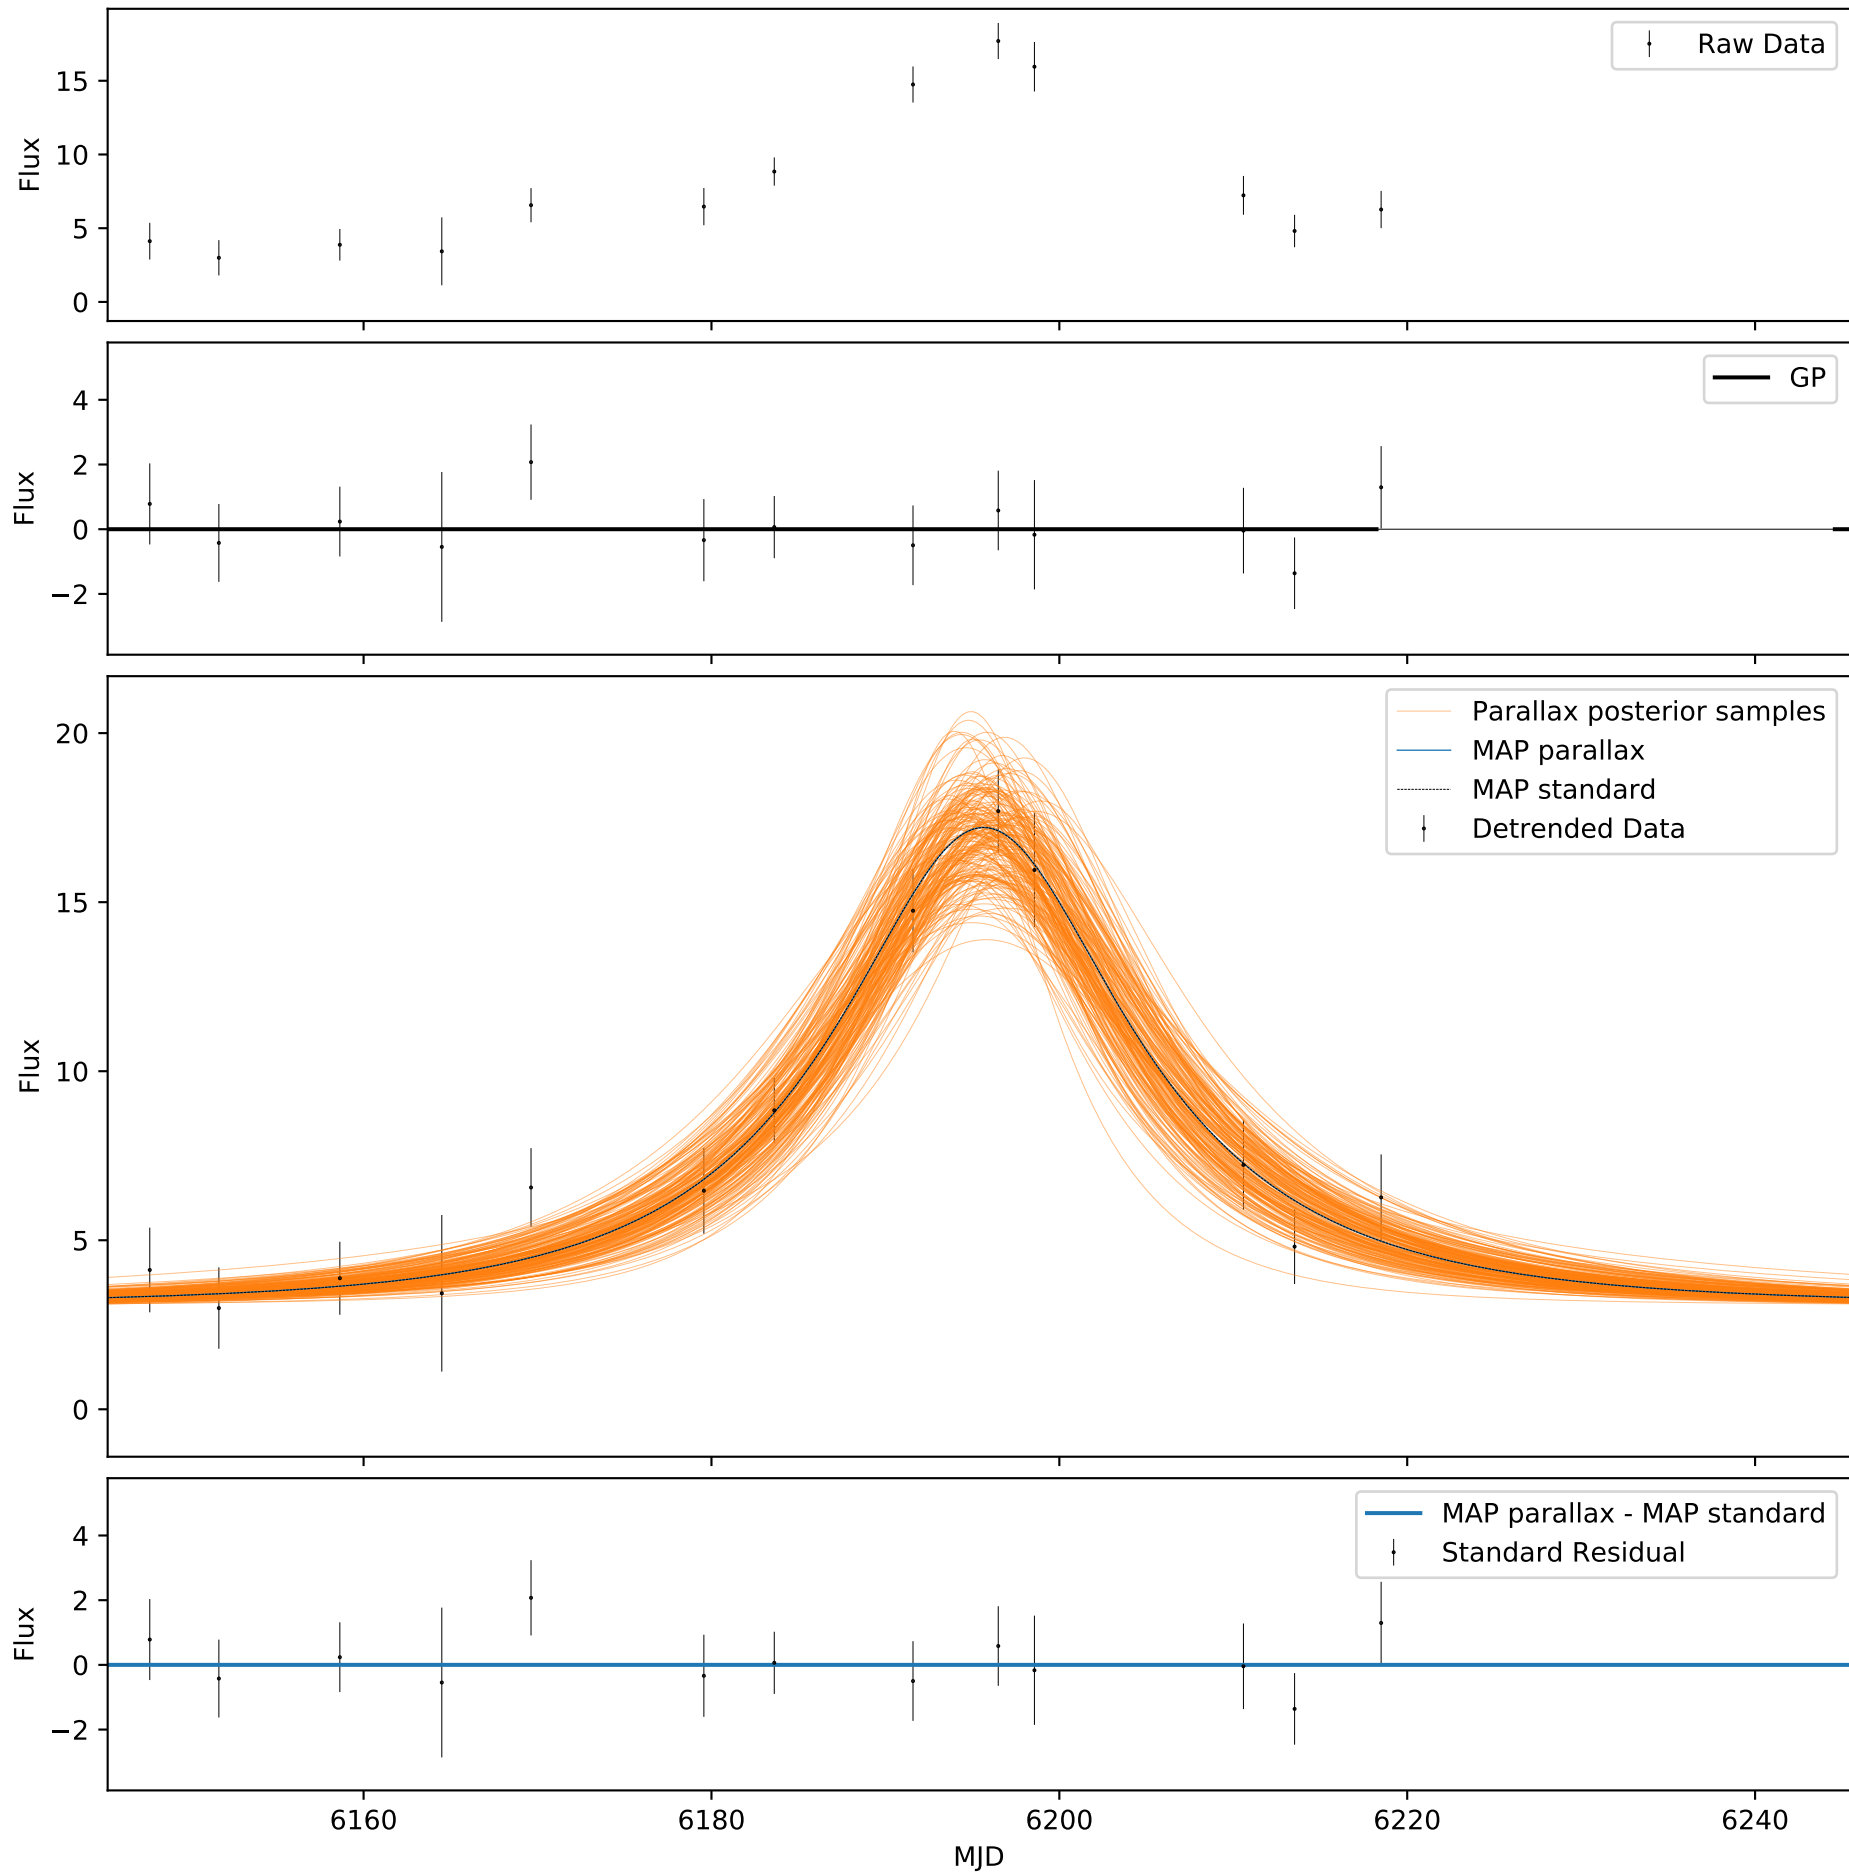 Raw Data
15
10
5
0
Flux
GP
4
2
0
−2
Flux
Parallax posterior samples
MAP parallax
MAP standard
Detrended Data
20
15
10
5
0
Flux
MAP parallax - MAP standard
Standard Residual
4
2
0
−2
Flux
6160 6180 6200 6220 6240
MJD